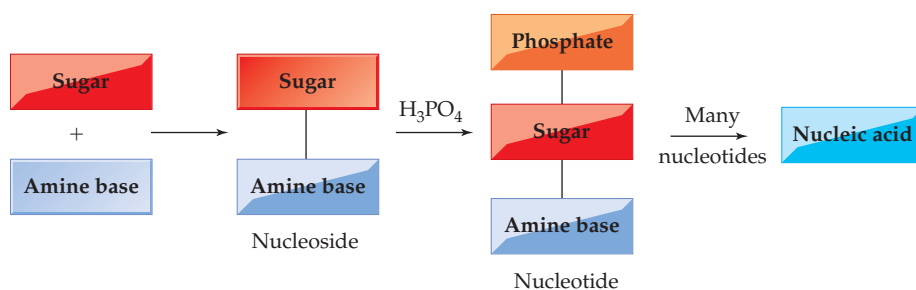 Sugar
+
Amine base
Sugar
Amine base
Nucleoside
H₃PO₄
Phosphate
Sugar
Amine base
Nucleotide
Many
nucleotides
Nucleic acid